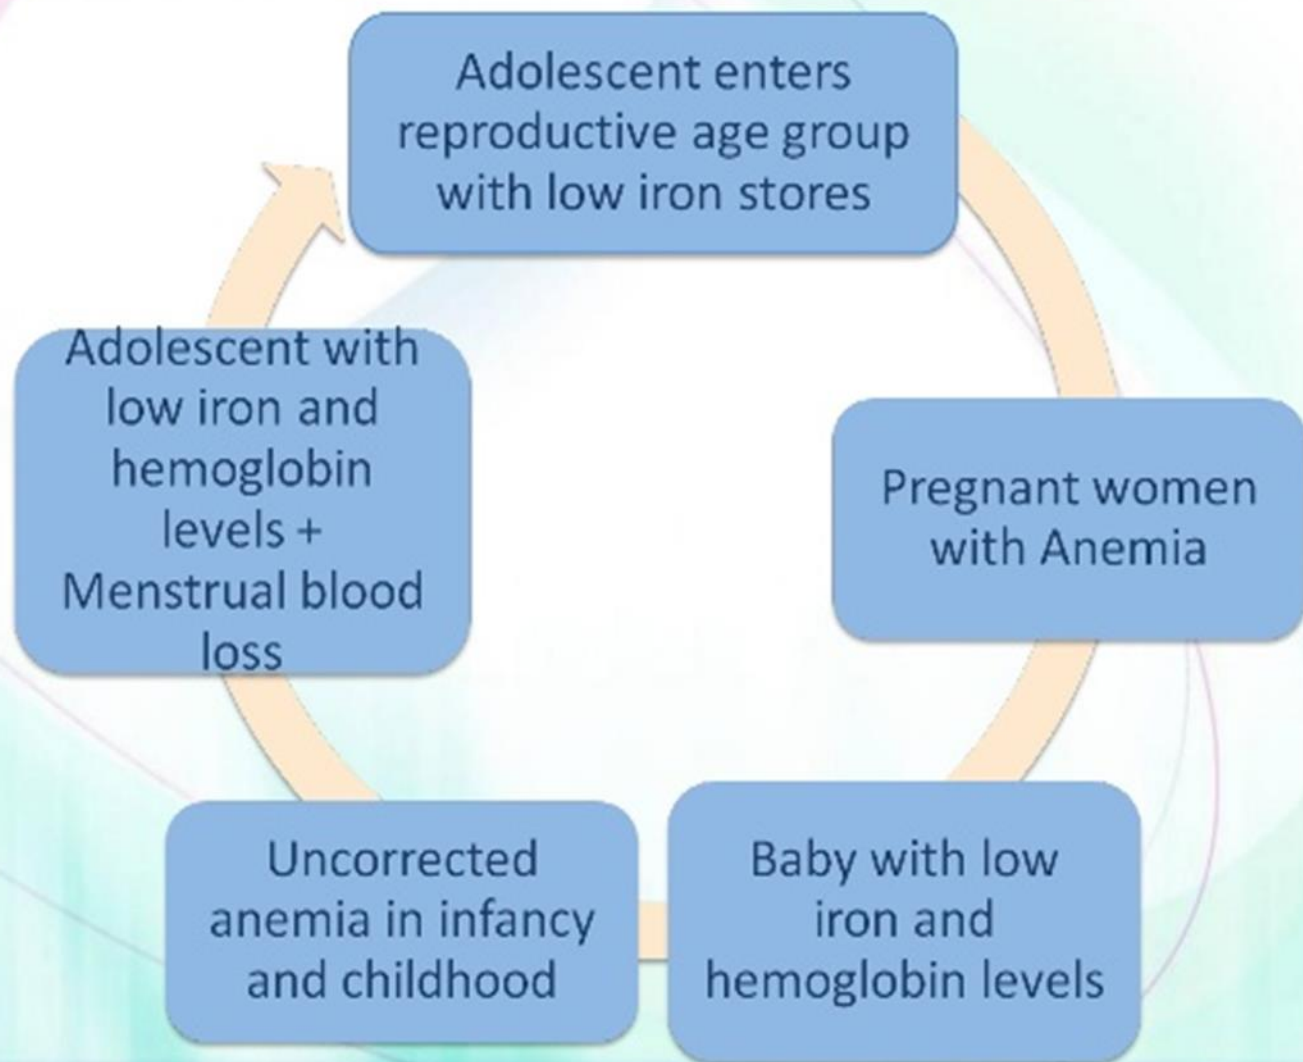 Adolescent enters
reproductive age group
with low iron stores
Pregnant women
with Anemia
Baby with low
iron and
hemoglobin levels
Uncorrected
anemia in infancy
and childhood
Adolescent with
low iron and
hemoglobin
levels +
Menstrual blood
loss